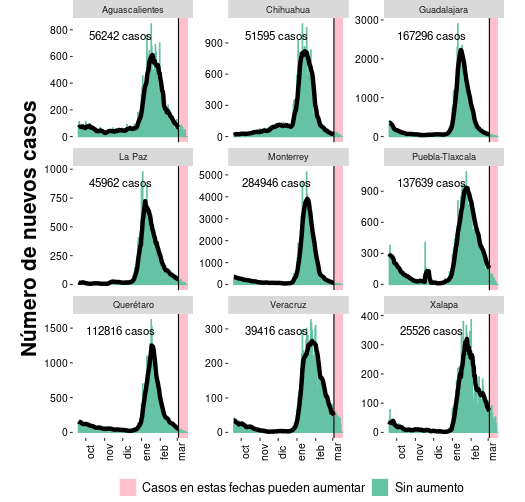 Número de nuevos casos
Aguascalientes
Chihuahua
Guadalajara
56242 casos
51595 casos
167296 casos
800
600
400
200
0
900
600
300
0
3000
2000
1000
0
La Paz
Monterrey
Puebla-Tlaxcala
45962 casos
284946 casos
137639 casos
1000
750
500
250
0
5000
4000
3000
2000
1000
0
900
600
300
0
Querétaro
Veracruz
Xalapa
112816 casos
39416 casos
25526 casos
1500
1000
500
0
300
200
100
0
400
300
200
100
0
oct nov dic ene feb mar
oct nov dic ene feb mar
oct nov dic ene feb mar
Casos en estas fechas pueden aumentar
Sin aumento